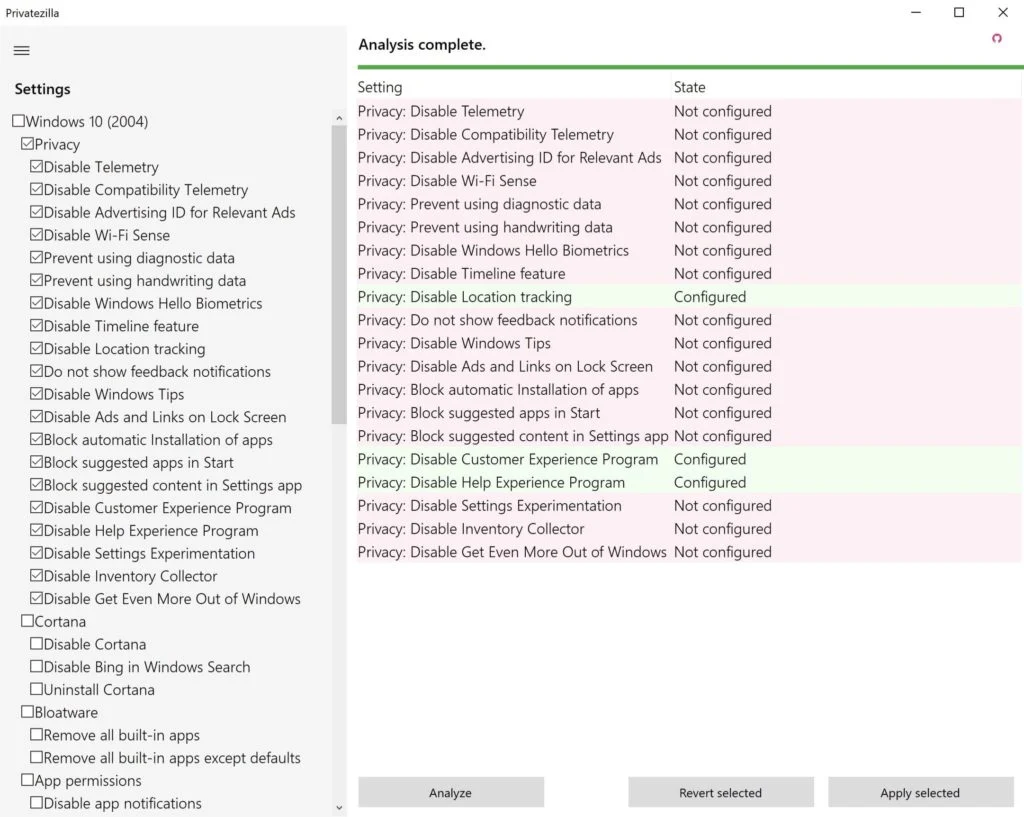 Privatezilla
Settings
Windows 10 (2004)
Privacy
Disable Telemetry
Disable Compatibility Telemetry
Disable Advertising ID for Relevant Ads
Disable Wi-Fi Sense
Prevent using diagnostic data
Prevent using handwriting data
Disable Windows Hello Biometrics
Disable Timeline feature
Disable Location tracking
Do not show feedback notifications
Disable Windows Tips
Disable Ads and Links on Lock Screen
Block automatic Installation of apps
Block suggested apps in Start
Block suggested content in Settings app
Disable Customer Experience Program
Disable Help Experience Program
Disable Settings Experimentation
Disable Inventory Collector
Disable Get Even More Out of Windows
Cortana
Disable Cortana
Disable Bing in Windows Search
Uninstall Cortana
Bloatware
Remove all built-in apps
Remove all built-in apps except defaults
App permissions
Disable app notifications
Analysis complete.
Setting State
Privacy: Disable Telemetry Not configured
Privacy: Disable Compatibility Telemetry Not configured
Privacy: Disable Advertising ID for Relevant Ads Not configured
Privacy: Disable Wi-Fi Sense Not configured
Privacy: Prevent using diagnostic data Not configured
Privacy: Prevent using handwriting data Not configured
Privacy: Disable Windows Hello Biometrics Not configured
Privacy: Disable Timeline feature Not configured
Privacy: Disable Location tracking Configured
Privacy: Do not show feedback notifications Not configured
Privacy: Disable Windows Tips Not configured
Privacy: Disable Ads and Links on Lock Screen Not configured
Privacy: Block automatic Installation of apps Not configured
Privacy: Block suggested apps in Start Not configured
Privacy: Block suggested content in Settings app Not configured
Privacy: Disable Customer Experience Program Configured
Privacy: Disable Help Experience Program Configured
Privacy: Disable Settings Experimentation Not configured
Privacy: Disable Inventory Collector Not configured
Privacy: Disable Get Even More Out of Windows Not configured
Analyze Revert selected Apply selected